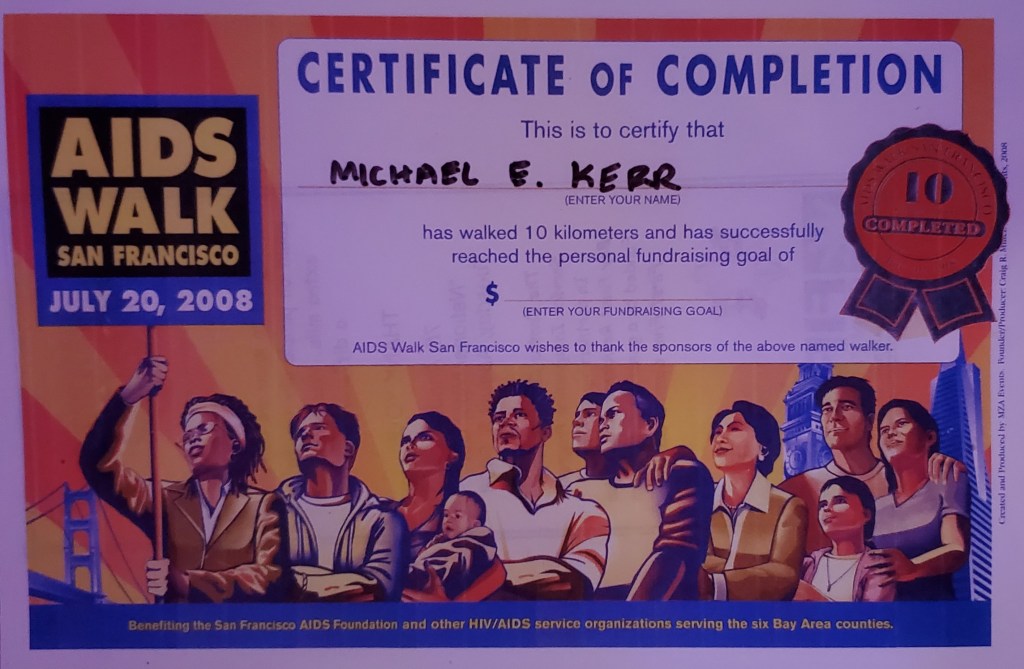 CERTIFICATE OF COMPLETION
This is to certify that
MICHAEL E. KERR
(ENTER YOUR NAME)
has walked 10 kilometers and has successfully
reached the personal fundraising goal of
$
(ENTER YOUR FUNDRAISING GOAL)
AIDS Walk San Francisco wishes to thank the sponsors of the above named walker.
AIDS
WALK
SAN FRANCISCO
JULY 20, 2008
10
COMPLETED
Created and Produced by MZA Events. Founder/Producer: Craig R. 2008
Benefiting the San Francisco AIDS Foundation and other HIV/AIDS service organizations serving the six Bay Area counties.